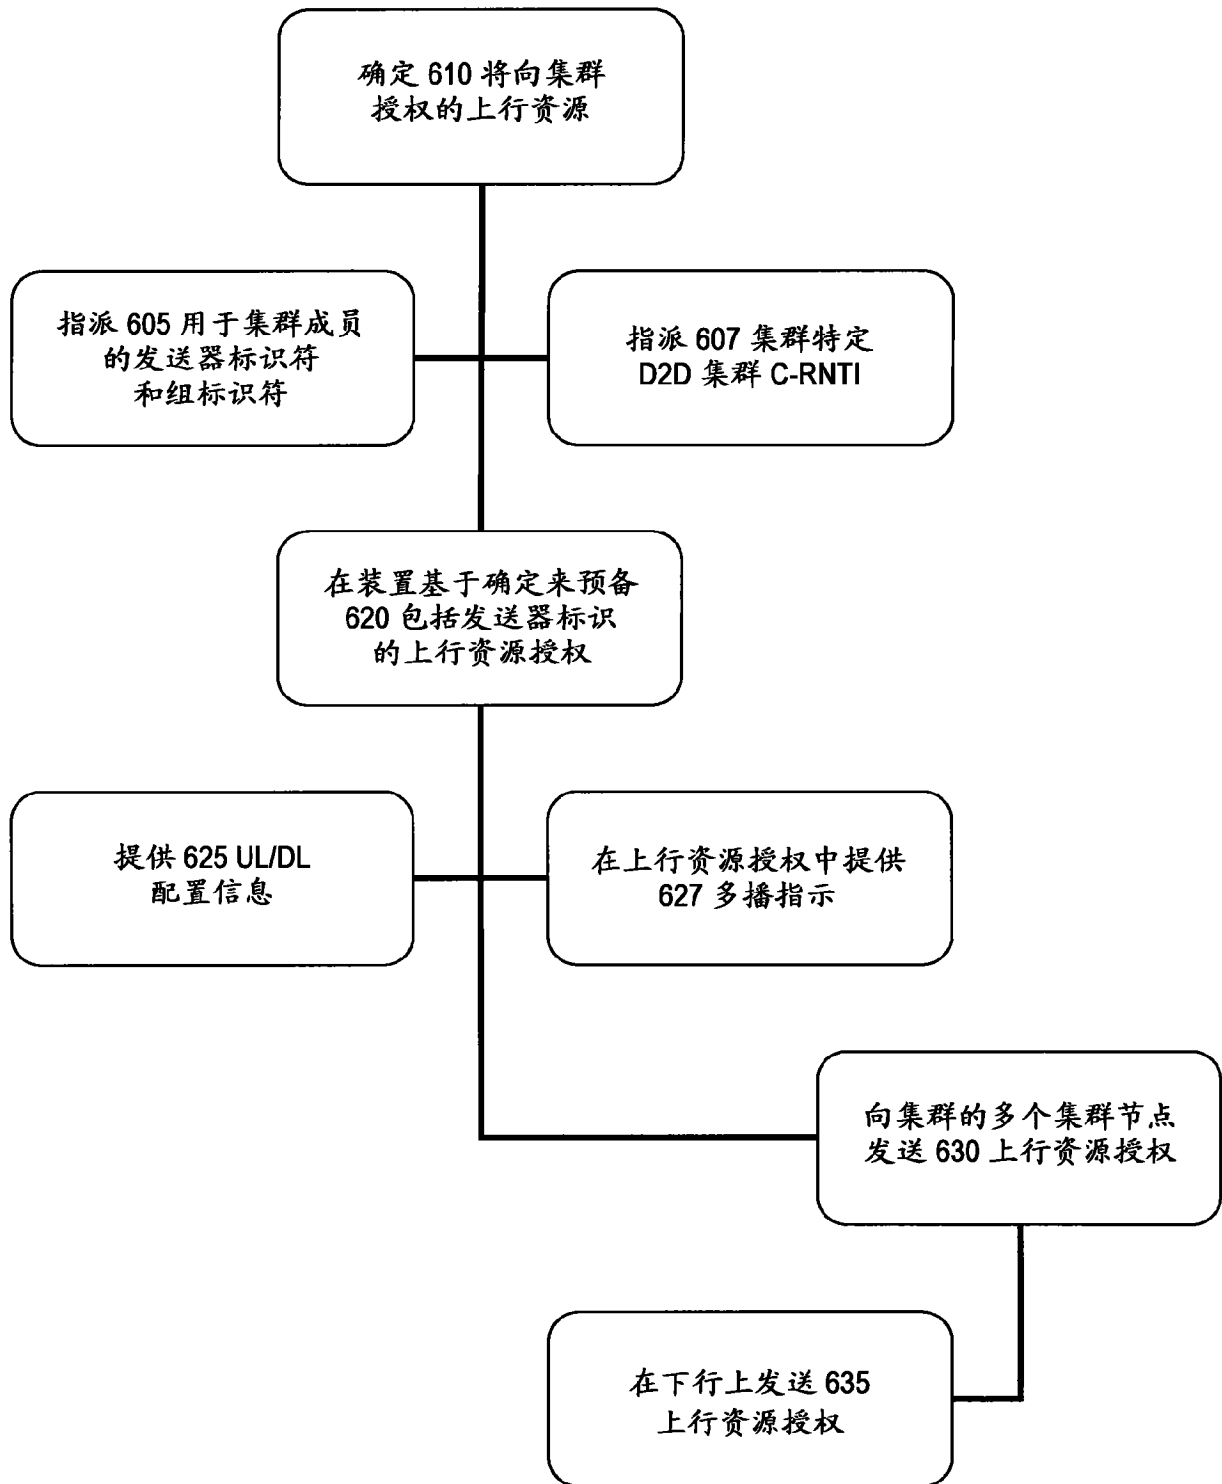 确定 610 将向集群
授权的上行资源
指派 605 用于集群成员
的发送器标识符
和组标识符
指派 607 集群特定
D2D 集群 C-RNTI
在装置基于确定来预备
620 包括发送器标识
的上行资源授权
提供 625 UL/DL
配置信息
在上行资源授权中提供
627 多播指示
向集群的多个集群节点
发送 630 上行资源授权
在下行上发送 635
上行资源授权